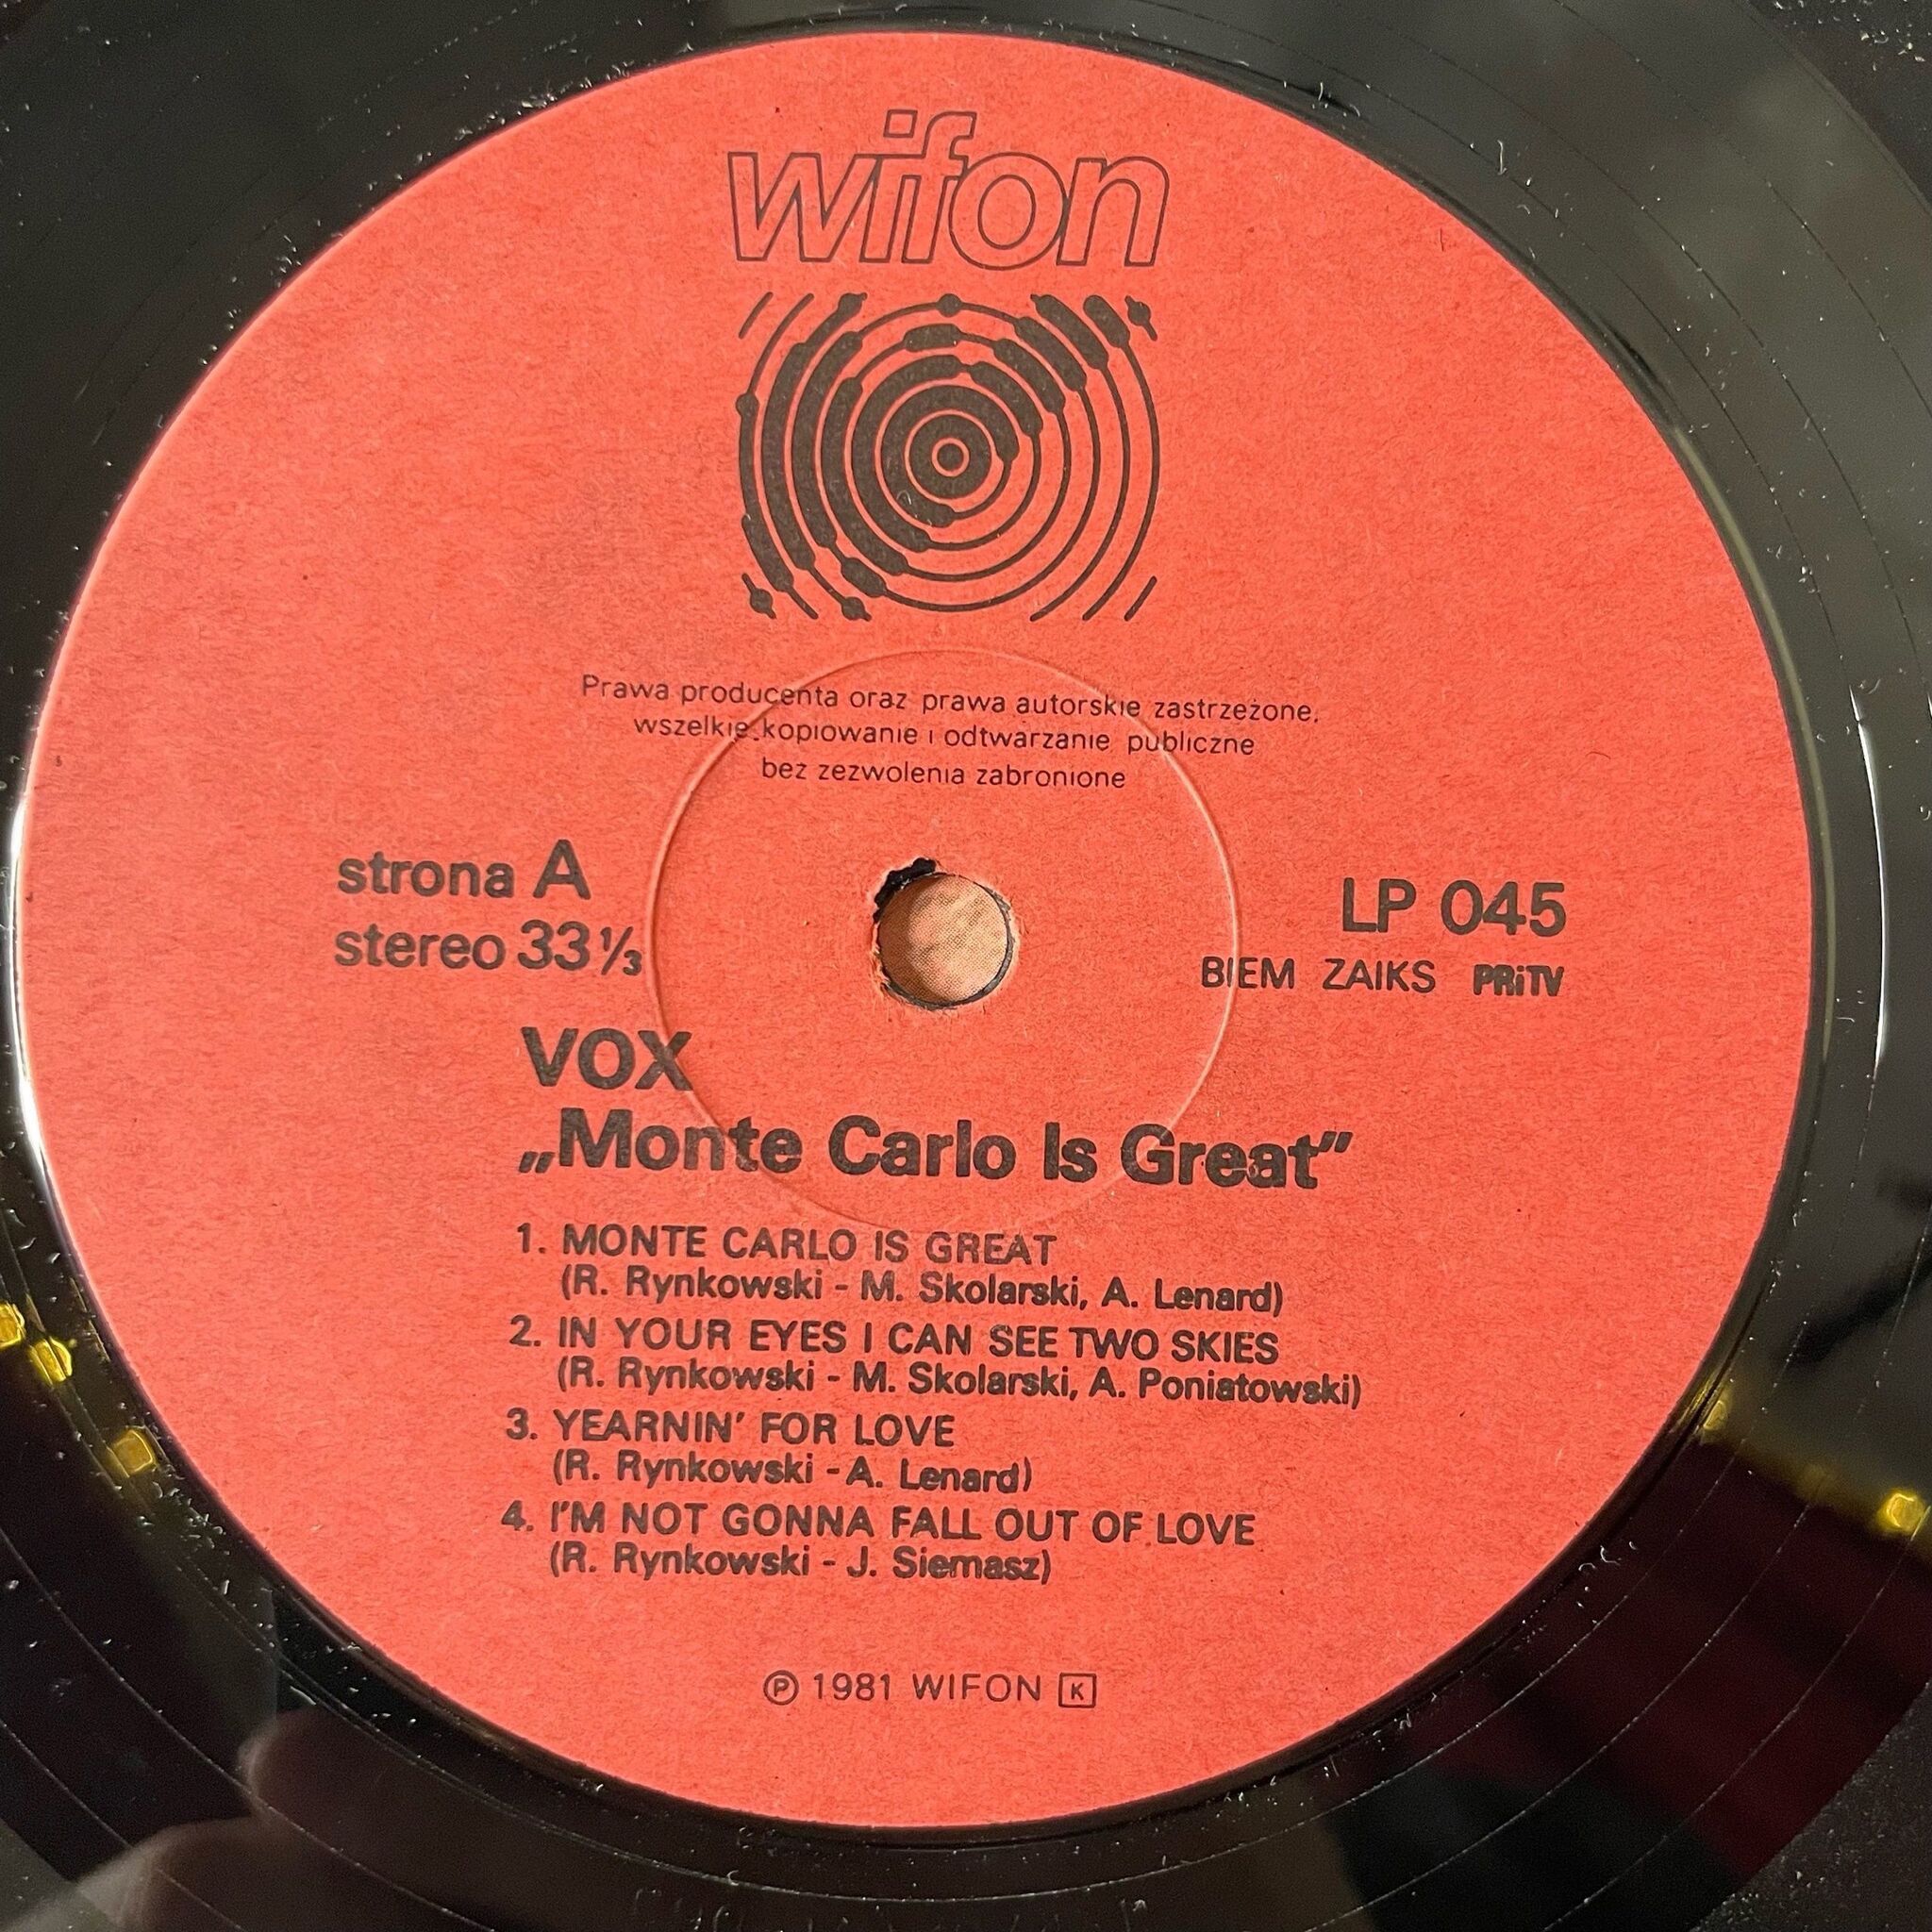 wifon
Prawa producenta oraz prawa autorskie zastrzeżone.
wszelkie kopiowanie i odtwarzanie publiczne
bez zezwolenia zabronione
strona A
stereo 33 1/3
LP 045
BIEM ZAIKS PRiTV
VOX
„Monte Carlo Is Great”
1. MONTE CARLO IS GREAT
(R. Rynkowski - M. Skolarski, A. Lenard)
2. IN YOUR EYES I CAN SEE TWO SKIES
(R. Rynkowski - M. Skolarski, A. Poniatowski)
3. YEARNIN' FOR LOVE
(R. Rynkowski - A. Lenard)
4. I'M NOT GONNA FALL OUT OF LOVE
(R. Rynkowski - J. Siemasz)
℗ 1981 WIFON K